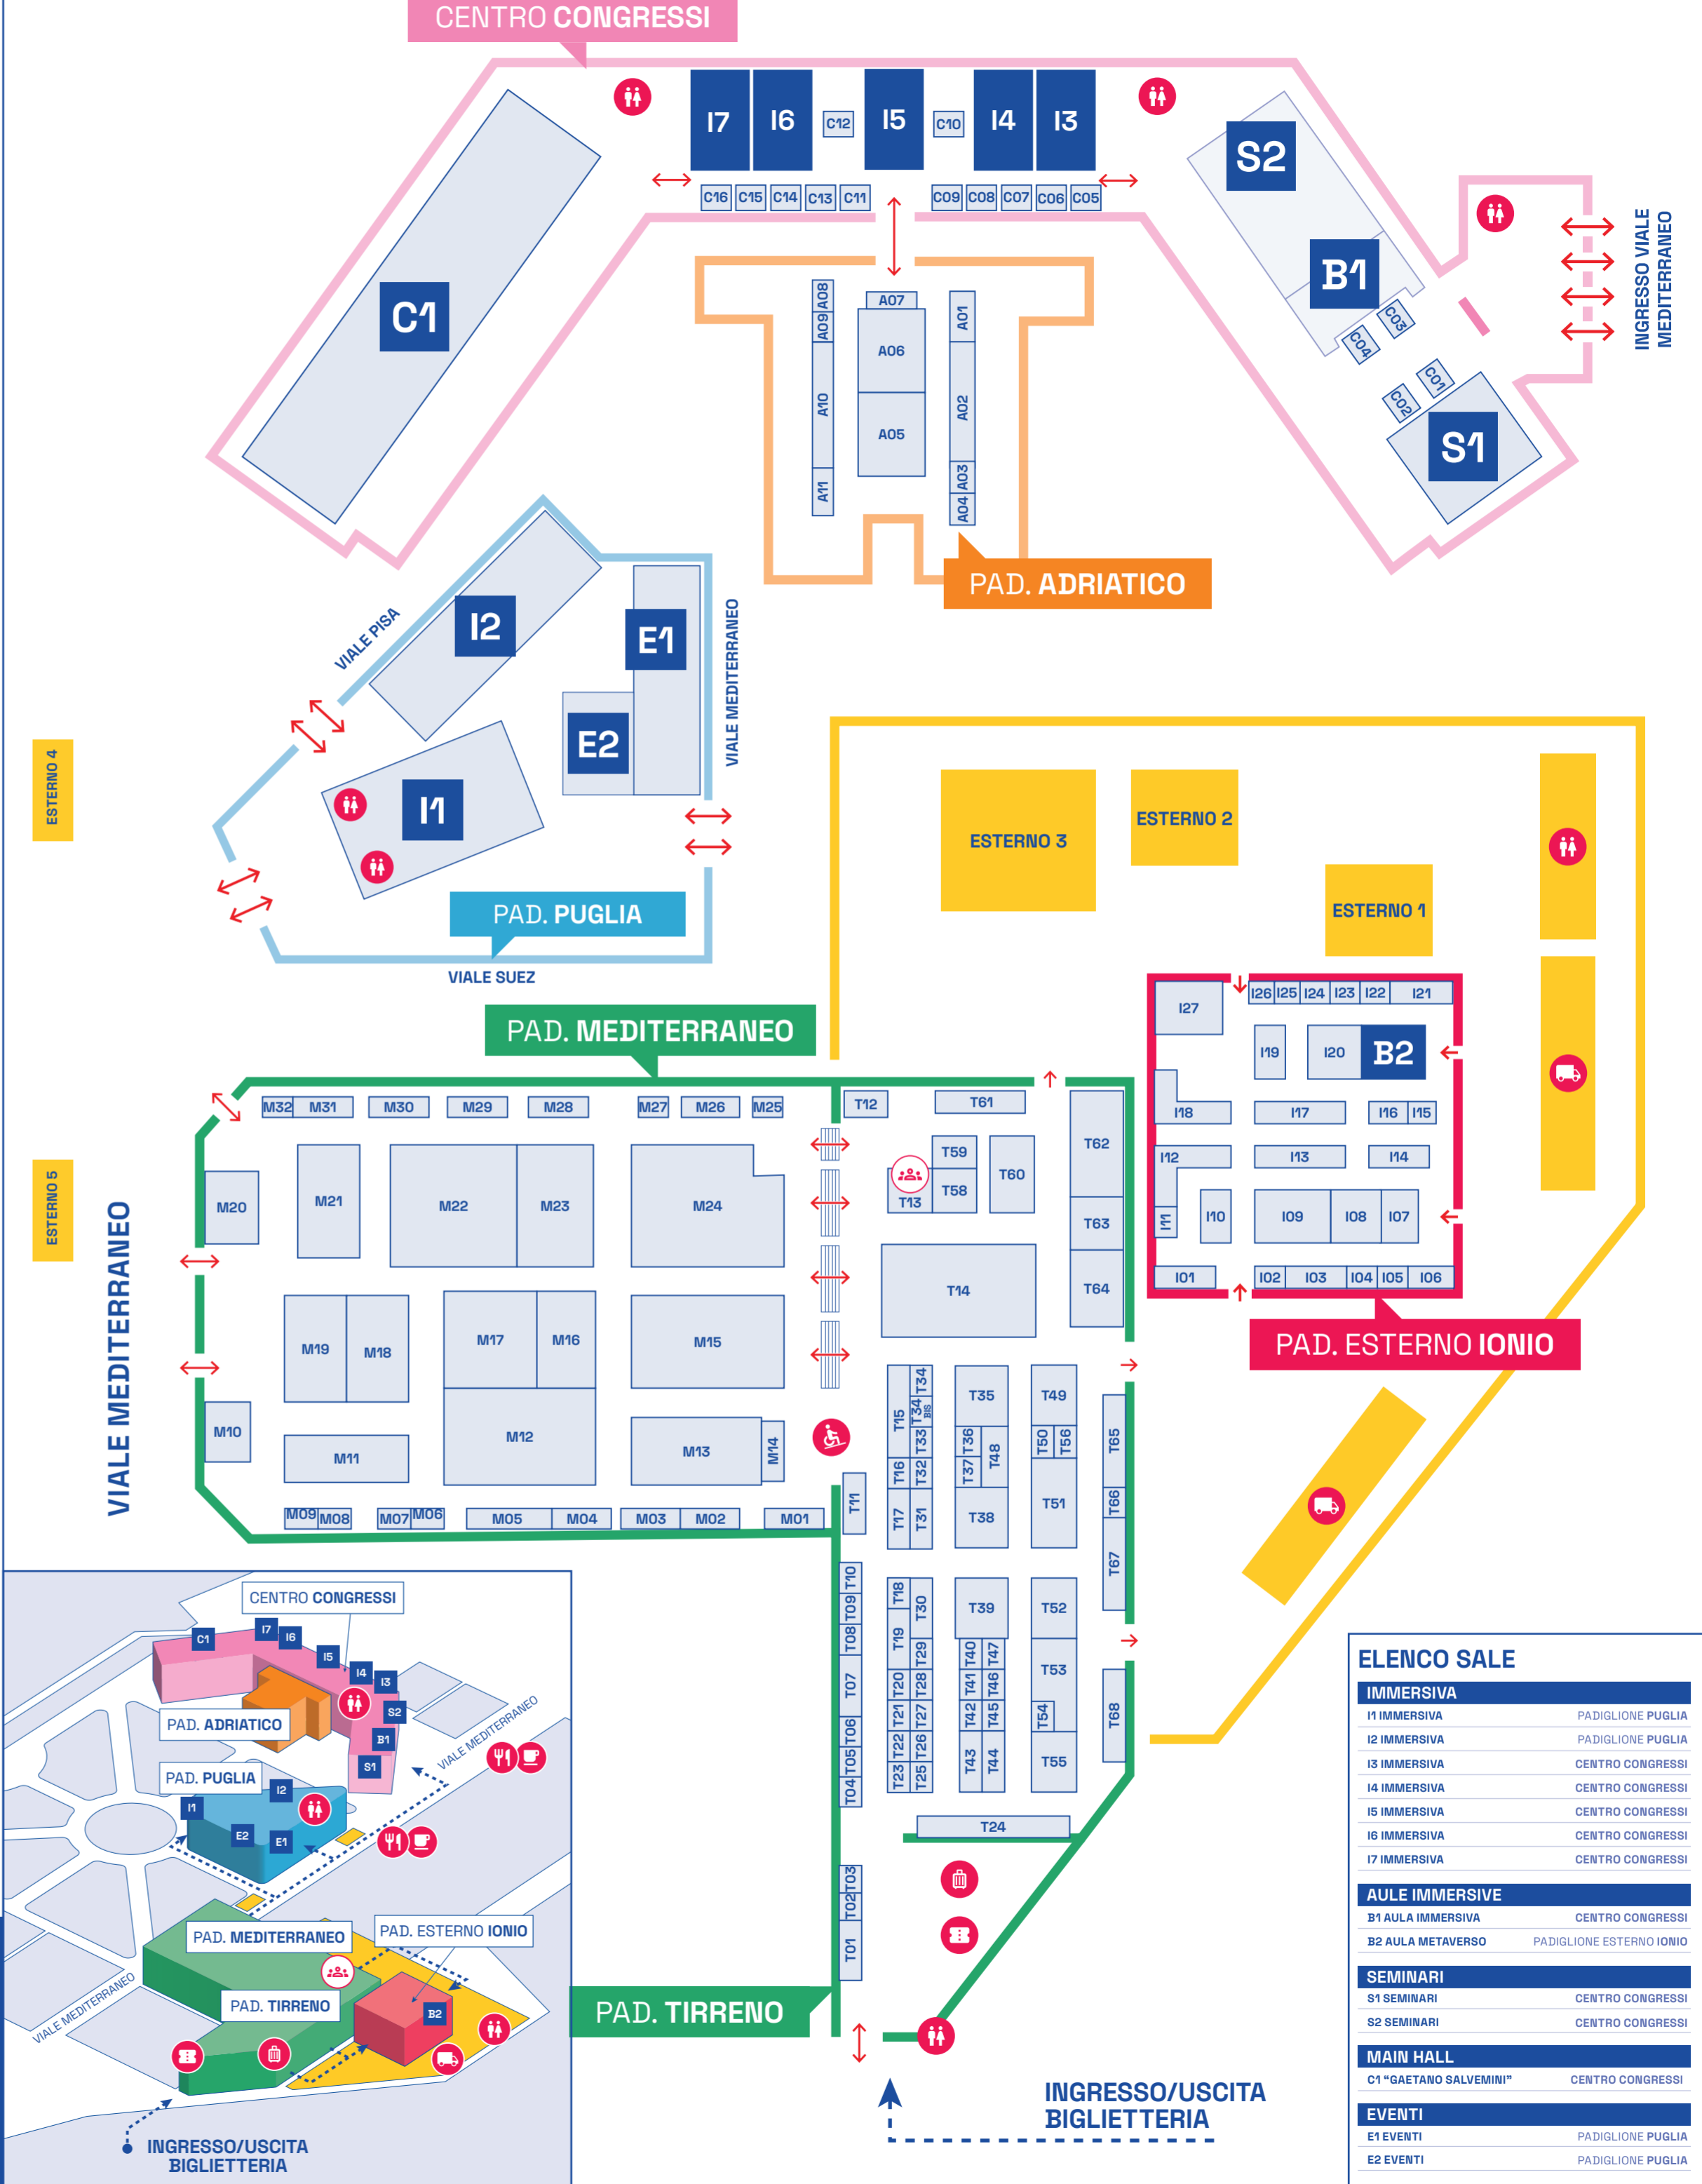 CENTRO CONGRESSI
I7
I6
C12
I5
C10
I4
I3
C16
C15
C14
C13
C11
C09
C08
C07
C06
C05
S2
B1
C03
C04
C01
C02
S1
INGRESSO VIALE
MEDITERRANEO
C1
A08
A09
A10
A11
A07
A06
A05
A01
A02
A03
A04
PAD. ADRIATICO
VIALE PISA
I2
E1
E2
I1
VIALE MEDITERRANEO
PAD. PUGLIA
VIALE SUEZ
ESTERNO 4
ESTERNO 3
ESTERNO 2
ESTERNO 1
I27
I26
I25
I24
I23
I22
I21
I19
I20
B2
I18
I17
I16
I15
I12
I13
I14
I11
I10
I09
I08
I07
I01
I02
I03
I04
I05
I06
PAD. ESTERNO IONIO
PAD. MEDITERRANEO
ESTERNO 5
VIALE MEDITERRANEO
M32
M31
M30
M29
M28
M27
M26
M25
M20
M21
M22
M23
M24
M19
M18
M17
M16
M15
M10
M11
M12
M13
M14
M09
M08
M07
M06
M05
M04
M03
M02
M01
T12
T61
T59
T13
T58
T60
T62
T63
T64
T14
T15
T34
T34
BIS
T33
T16
T32
T17
T31
T35
T36
T37
T48
T38
T49
T50
T56
T51
T65
T66
T67
T11
T10
T09
T08
T07
T06
T05
T04
T18
T30
T19
T29
T20
T28
T21
T27
T22
T26
T23
T25
T39
T40
T47
T41
T46
T42
T45
T43
T44
T52
T53
T54
T55
T68
T24
T03
T02
T01
PAD. TIRRENO
INGRESSO/USCITA
BIGLIETTERIA
CENTRO CONGRESSI
C1
I7
I6
I5
I4
I3
S2
B1
S1
PAD. ADRIATICO
VIALE MEDITERRANEO
PAD. PUGLIA
I2
I1
E2
E1
PAD. MEDITERRANEO
PAD. ESTERNO IONIO
PAD. TIRRENO
B2
VIALE MEDITERRANEO
INGRESSO/USCITA
BIGLIETTERIA
ELENCO SALE
IMMERSIVA
I1 IMMERSIVA PADIGLIONE PUGLIA
I2 IMMERSIVA PADIGLIONE PUGLIA
I3 IMMERSIVA CENTRO CONGRESSI
I4 IMMERSIVA CENTRO CONGRESSI
I5 IMMERSIVA CENTRO CONGRESSI
I6 IMMERSIVA CENTRO CONGRESSI
I7 IMMERSIVA CENTRO CONGRESSI
AULE IMMERSIVE
B1 AULA IMMERSIVA CENTRO CONGRESSI
B2 AULA METAVERSO PADIGLIONE ESTERNO IONIO
SEMINARI
S1 SEMINARI CENTRO CONGRESSI
S2 SEMINARI CENTRO CONGRESSI
MAIN HALL
C1 “GAETANO SALVEMINI” CENTRO CONGRESSI
EVENTI
E1 EVENTI PADIGLIONE PUGLIA
E2 EVENTI PADIGLIONE PUGLIA